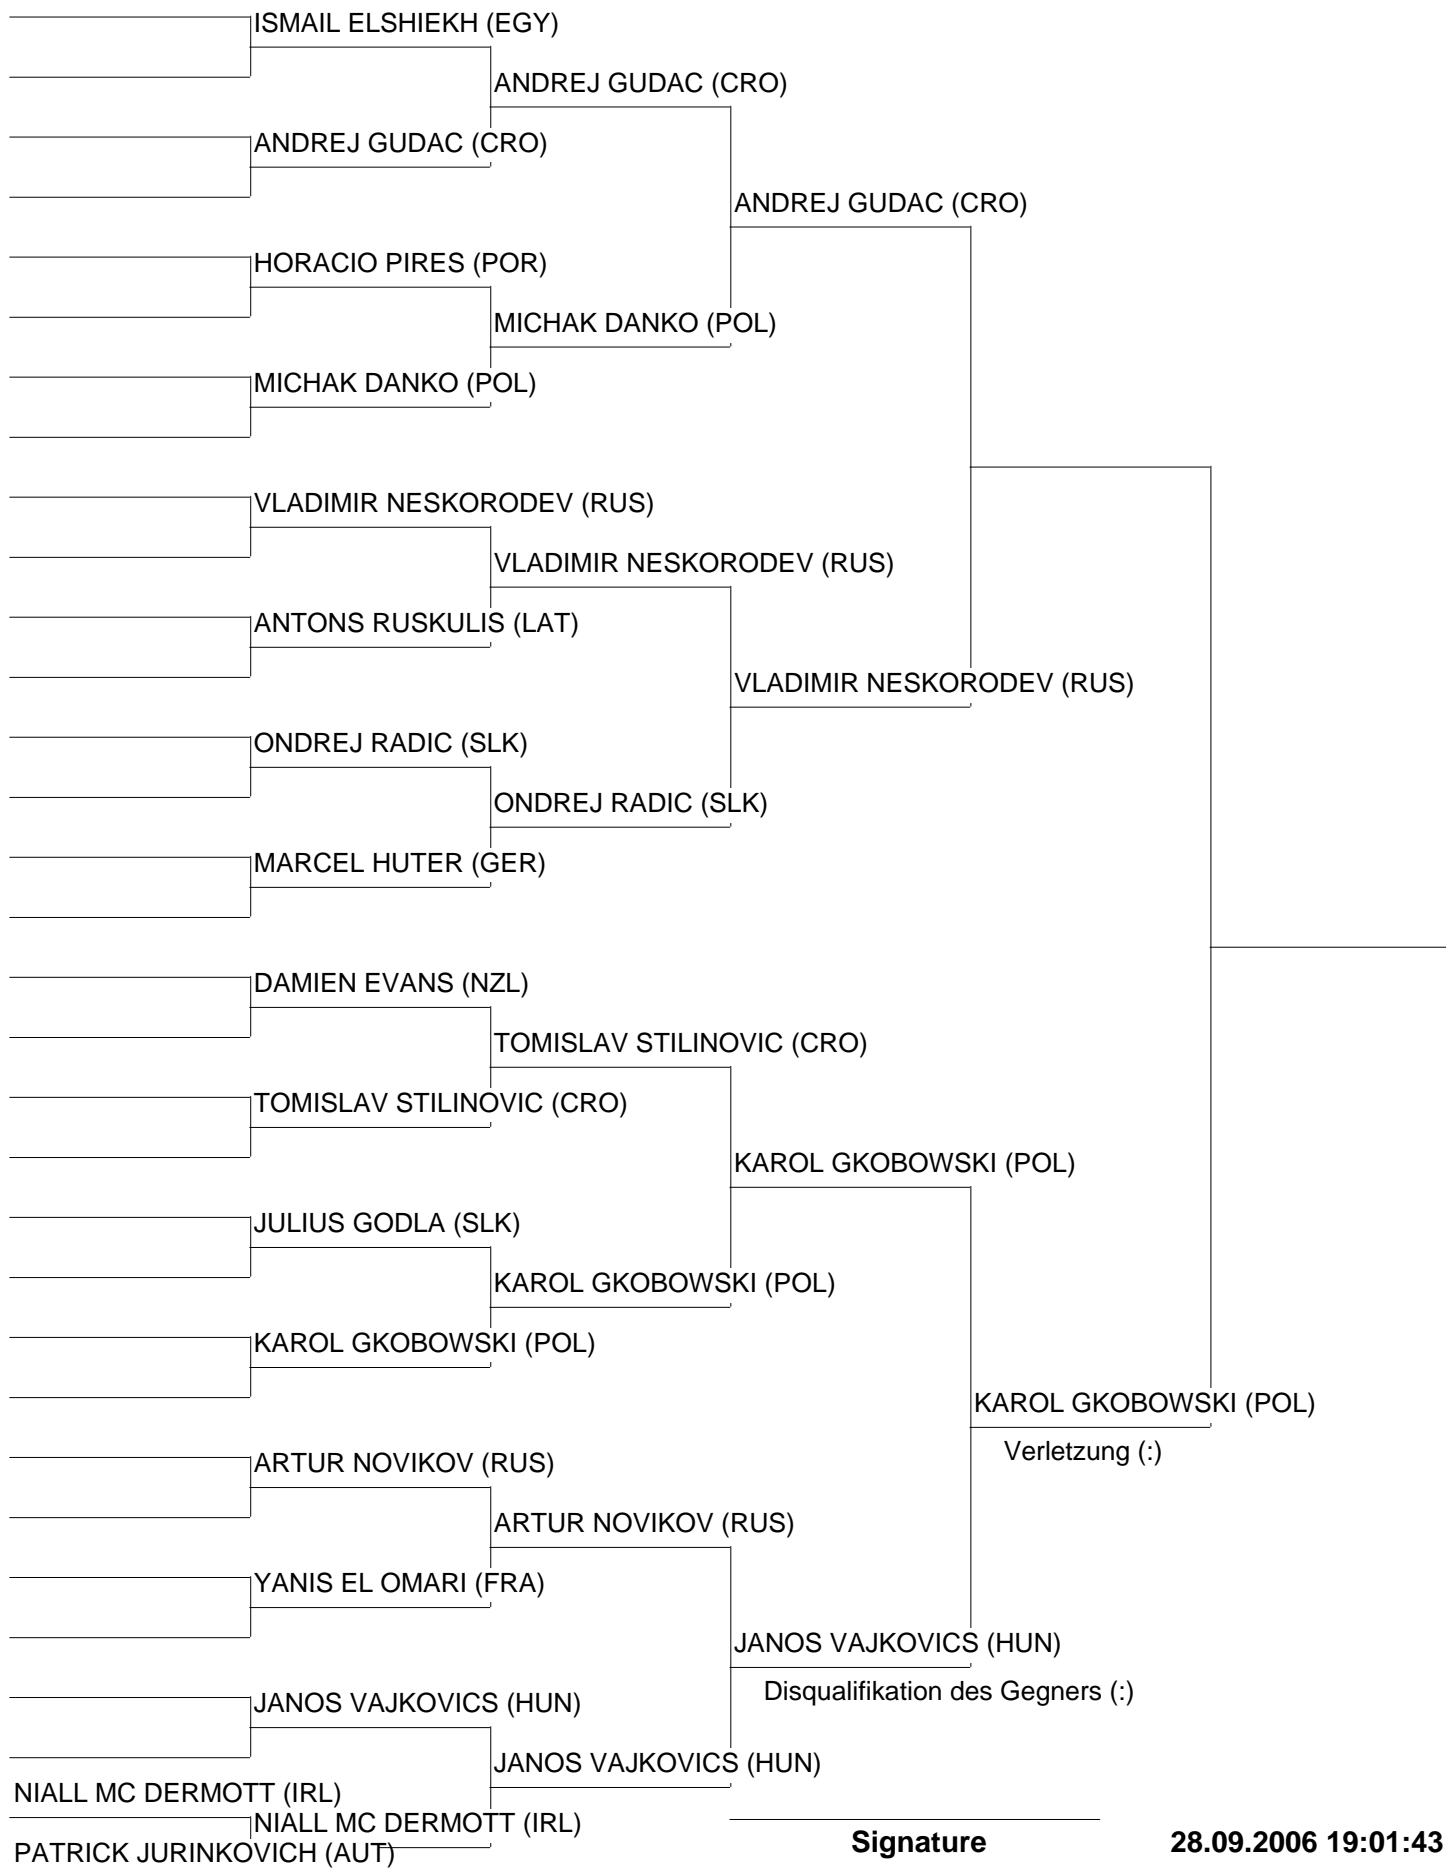 ISMAIL ELSHIEKH (EGY)
ANDREJ GUDAC (CRO)
ANDREJ GUDAC (CRO)
ANDREJ GUDAC (CRO)
HORACIO PIRES (POR)
MICHAK DANKO (POL)
MICHAK DANKO (POL)
VLADIMIR NESKORODEV (RUS)
VLADIMIR NESKORODEV (RUS)
ANTONS RUSKULIS (LAT)
VLADIMIR NESKORODEV (RUS)
ONDREJ RADIC (SLK)
ONDREJ RADIC (SLK)
MARCEL HUTER (GER)
DAMIEN EVANS (NZL)
TOMISLAV STILINOVIC (CRO)
TOMISLAV STILINOVIC (CRO)
KAROL GKOBOWSKI (POL)
JULIUS GODLA (SLK)
KAROL GKOBOWSKI (POL)
KAROL GKOBOWSKI (POL)
KAROL GKOBOWSKI (POL)
Verletzung (:)
ARTUR NOVIKOV (RUS)
ARTUR NOVIKOV (RUS)
YANIS EL OMARI (FRA)
JANOS VAJKOVICS (HUN)
Disqualifikation des Gegners (:)
JANOS VAJKOVICS (HUN)
JANOS VAJKOVICS (HUN)
NIALL MC DERMOTT (IRL)
NIALL MC DERMOTT (IRL)
PATRICK JURINKOVICH (AUT)
Signature
28.09.2006 19:01:43